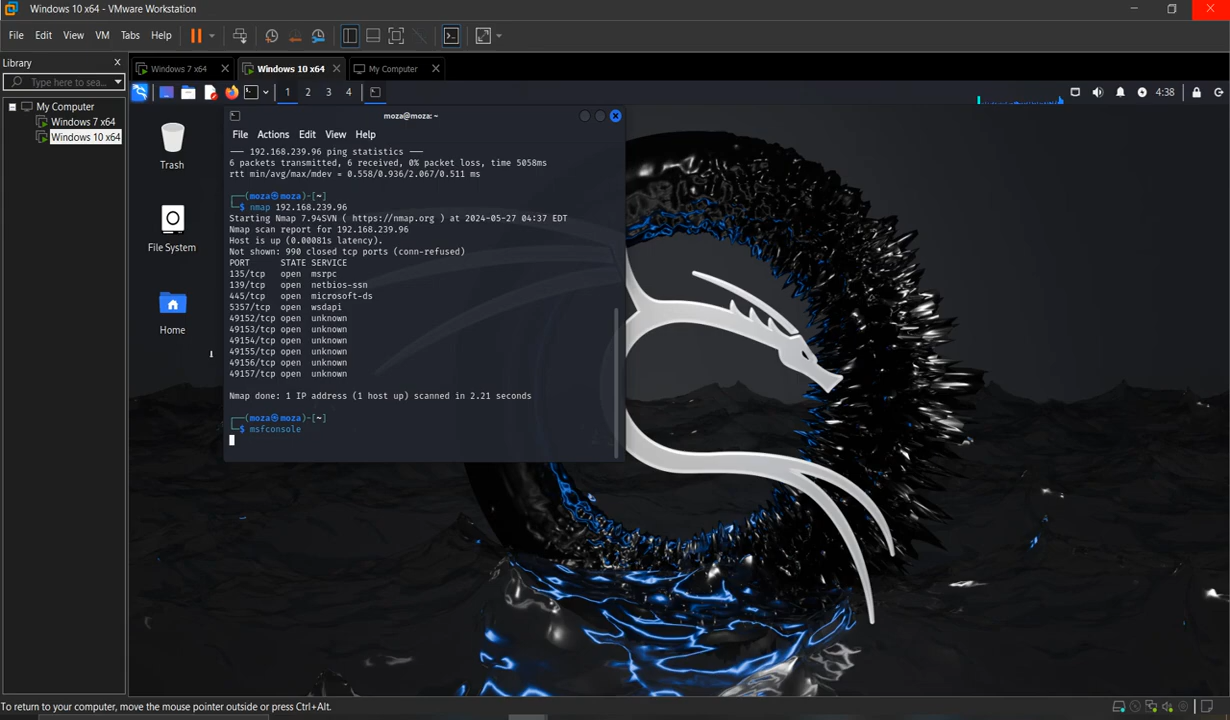 Windows 10 x64 - VMware Workstation
File Edit View VM Tabs Help
Library
Type here to sea...
My Computer
Windows 7 x64
Windows 10 x64
Windows 7 x64
Windows 10 x64
My Computer
1 2 3 4
4:38
Trash
File System
Home
moza@moza: ~
File Actions Edit View Help
— 192.168.239.96 ping statistics —
6 packets transmitted, 6 received, 0% packet loss, time 5058ms
rtt min/avg/max/mdev = 0.558/0.936/2.067/0.511 ms
┌──(moza㉿moza)-[~]
└─$ nmap 192.168.239.96
Starting Nmap 7.94SVN ( https://nmap.org ) at 2024-05-27 04:37 EDT
Nmap scan report for 192.168.239.96
Host is up (0.00081s latency).
Not shown: 990 closed tcp ports (conn-refused)
PORT STATE SERVICE
135/tcp open msrpc
139/tcp open netbios-ssn
445/tcp open microsoft-ds
5357/tcp open wsdapi
49152/tcp open unknown
49153/tcp open unknown
49154/tcp open unknown
49155/tcp open unknown
49156/tcp open unknown
49157/tcp open unknown
Nmap done: 1 IP address (1 host up) scanned in 2.21 seconds
┌──(moza㉿moza)-[~]
└─$ msfconsole
To return to your computer, move the mouse pointer outside or press Ctrl+Alt.